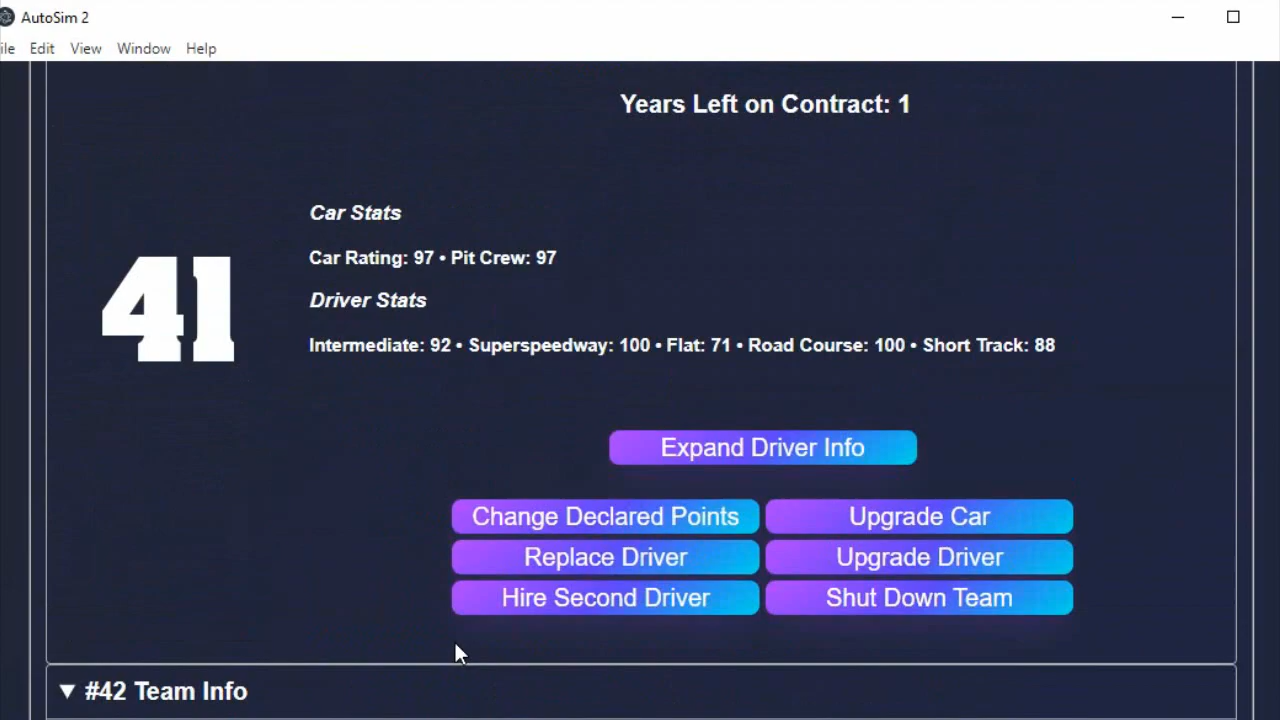 AutoSim 2
ile Edit View Window Help
Years Left on Contract: 1
Car Stats
Car Rating: 97 • Pit Crew: 97
41
Driver Stats
Intermediate: 92 • Superspeedway: 100 • Flat: 71 • Road Course: 100 • Short Track: 88
Expand Driver Info
Change Declared Points Upgrade Car
Replace Driver Upgrade Driver
Hire Second Driver Shut Down Team
▼ #42 Team Info